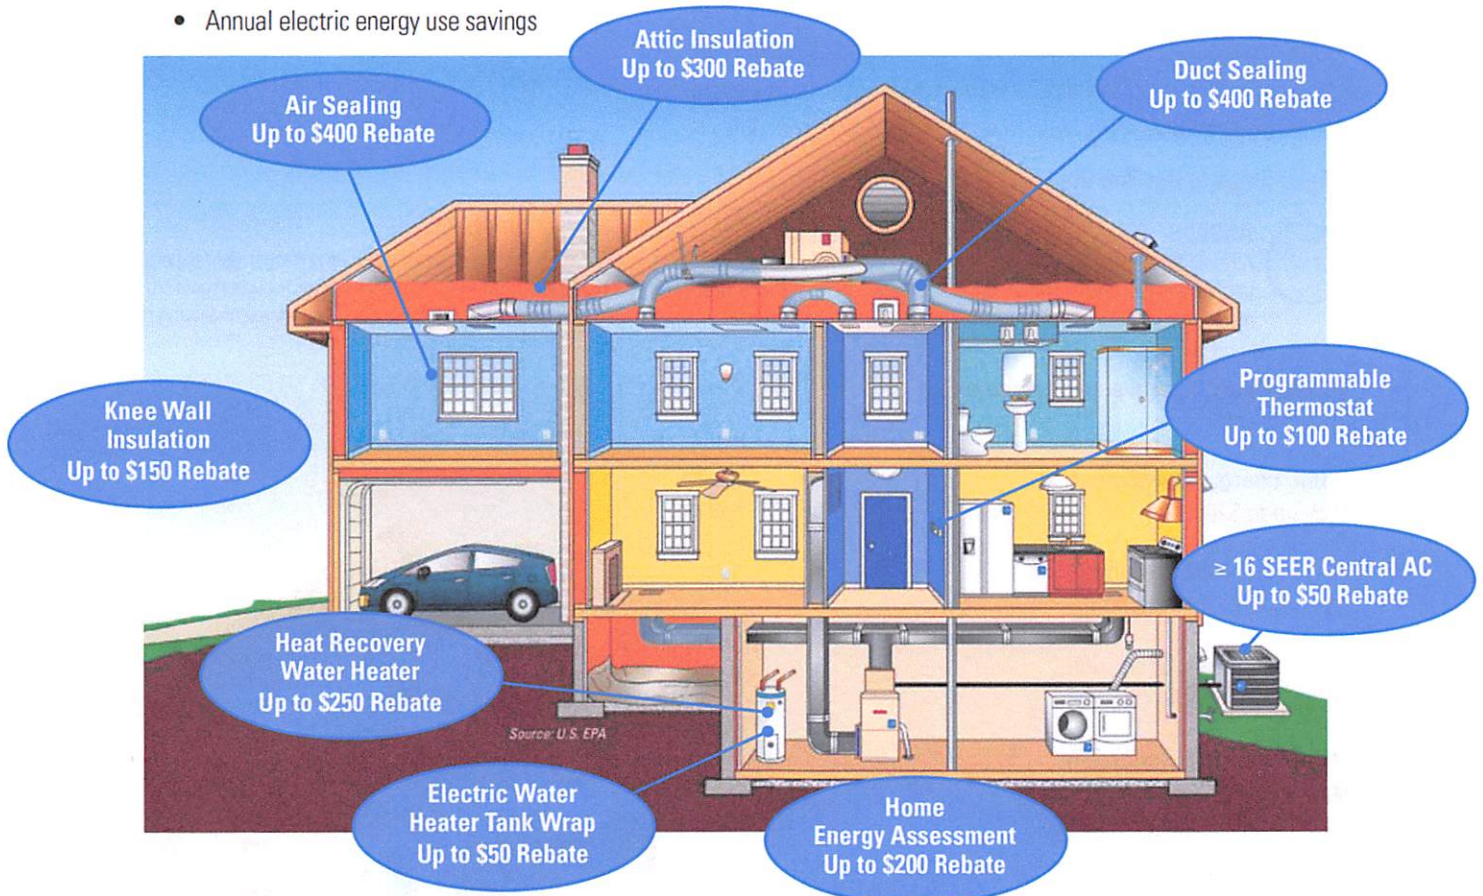 • Annual electric energy use savings
Attic Insulation
Up to $300 Rebate
Duct Sealing
Up to $400 Rebate
Air Sealing
Up to $400 Rebate
Programmable
Thermostat
Up to $100 Rebate
Knee Wall
Insulation
Up to $150 Rebate
≥ 16 SEER Central AC
Up to $50 Rebate
Heat Recovery
Water Heater
Up to $250 Rebate
Source: U.S. EPA
Electric Water
Heater Tank Wrap
Up to $50 Rebate
Home
Energy Assessment
Up to $200 Rebate